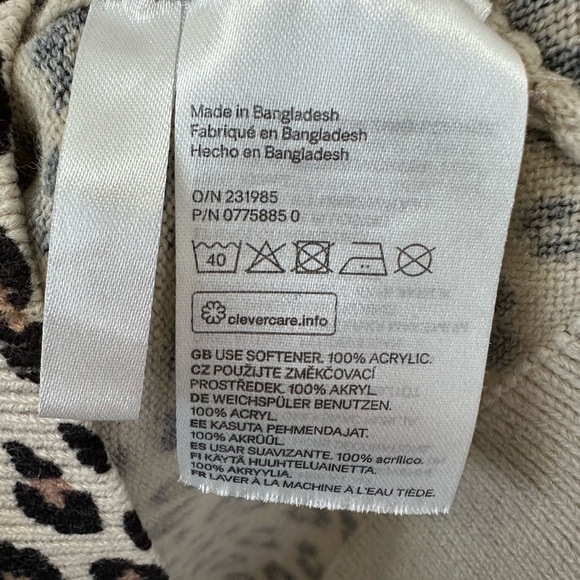 Made in Bangladesh
Fabriqué en Bangladesh
Hecho en Bangladesh
O/N 231985
P/N 0775885 0
40
clevercare.info
GB USE SOFTENER. 100% ACRYLIC.
CZ POUŽIJTE ZMĚKČOVACÍ
PROSTŘEDEK. 100% AKRYL.
DE WEICHSPÜLER BENUTZEN.
100% ACRYL.
EE KASUTA PEHMENDAJAT.
100% AKRÜÜL.
ES USAR SUAVIZANTE. 100% acrílico.
FI KÄYTÄ HUUHTELUAINETTA.
100% AKRYYLIA.
FR LAVER À LA MACHINE À L'EAU TIÈDE.